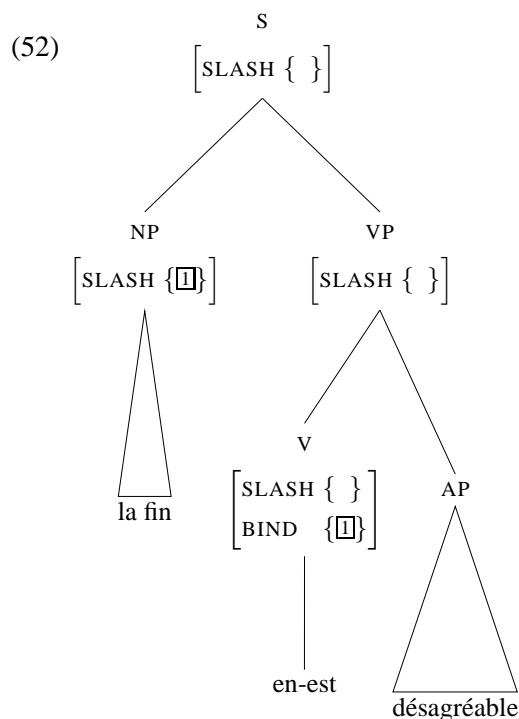 S
(52)
[SLASH { }]
NP VP
[SLASH {1}] [SLASH { }]
V
[SLASH { }
BIND {1}]
AP
la fin
en-est
désagréable